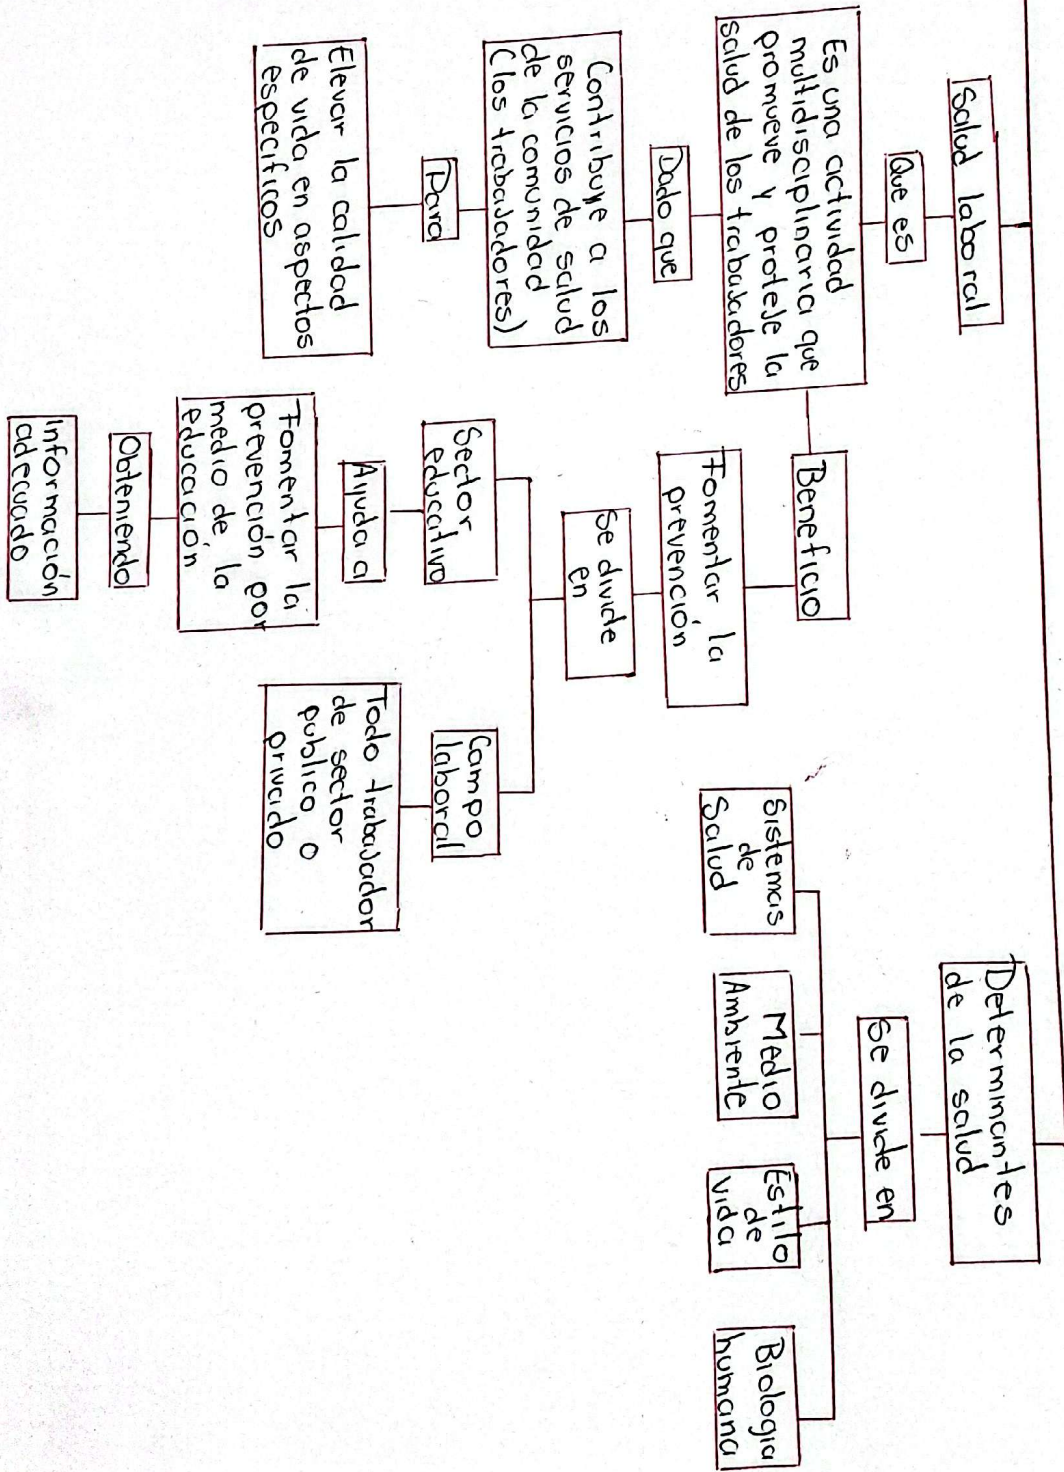 Salud laboral
Que es
Es una actividad
multidisciplinaria que
promueve y proteje la
salud de los trabajadores
Dado que
Contribuye a los
servicios de salud
de la comunidad
(los trabajadores)
Para
Elevar la calidad
de vida en aspectos
especificos
Beneficio
Fomentar la
prevención
Se divide
en
Sector
educativo
Ayuda a
Fomentar la
prevención por
medio de la
educación
Obteniendo
Información
adecuado
Campo
laboral
Todo trabajador
de sector
publico o
privado
Determinantes
de la salud
Se divide en
Sistemas
de
Salud
Medio
Ambiente
Estilo
de
vida
Biologia
humana